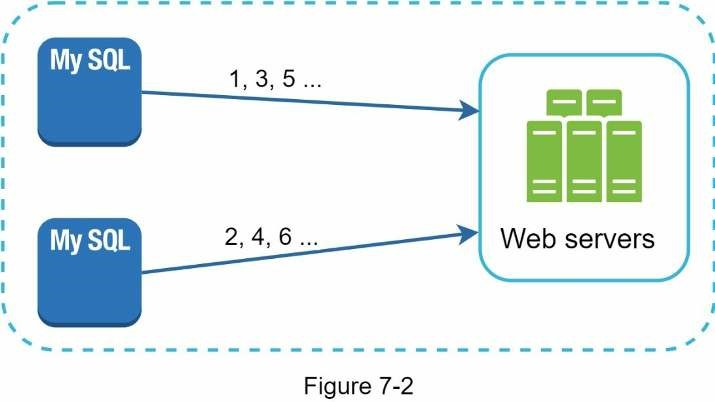 My SQL
1, 3, 5 ...
My SQL
2, 4, 6 ...
Web servers
Figure 7-2